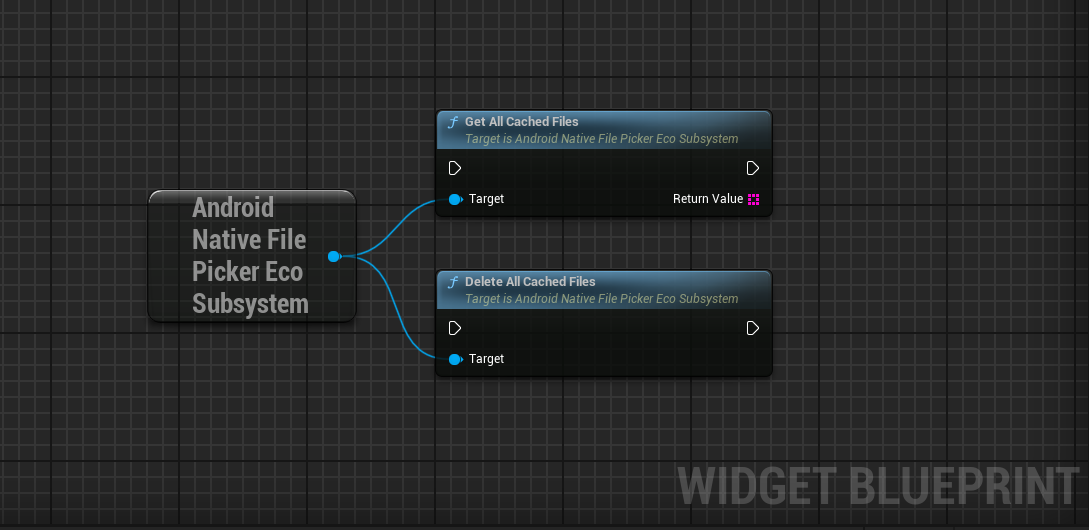 Get All Cached Files
Target is Android Native File Picker Eco Subsystem
Target
Return Value
Android
Native File
Picker Eco
Subsystem
Delete All Cached Files
Target is Android Native File Picker Eco Subsystem
Target
WIDGET BLUEPRINT